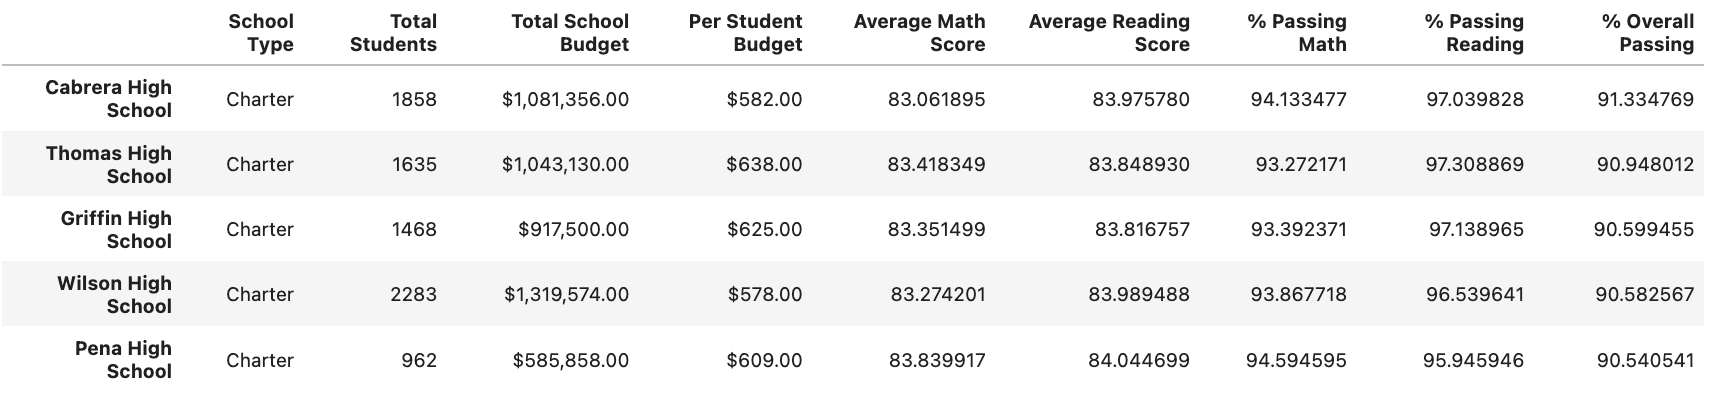 School Total Total School Per Student Average Math Average Reading % Passing % Passing % Overall
Type Students Budget Budget Score Score Math Reading Passing
Cabrera High
School Charter 1858 $1,081,356.00 $582.00 83.061895 83.975780 94.133477 97.039828 91.334769
Thomas High
School Charter 1635 $1,043,130.00 $638.00 83.418349 83.848930 93.272171 97.308869 90.948012
Griffin High
School Charter 1468 $917,500.00 $625.00 83.351499 83.816757 93.392371 97.138965 90.599455
Wilson High
School Charter 2283 $1,319,574.00 $578.00 83.274201 83.989488 93.867718 96.539641 90.582567
Pena High
School Charter 962 $585,858.00 $609.00 83.839917 84.044699 94.594595 95.945946 90.540541